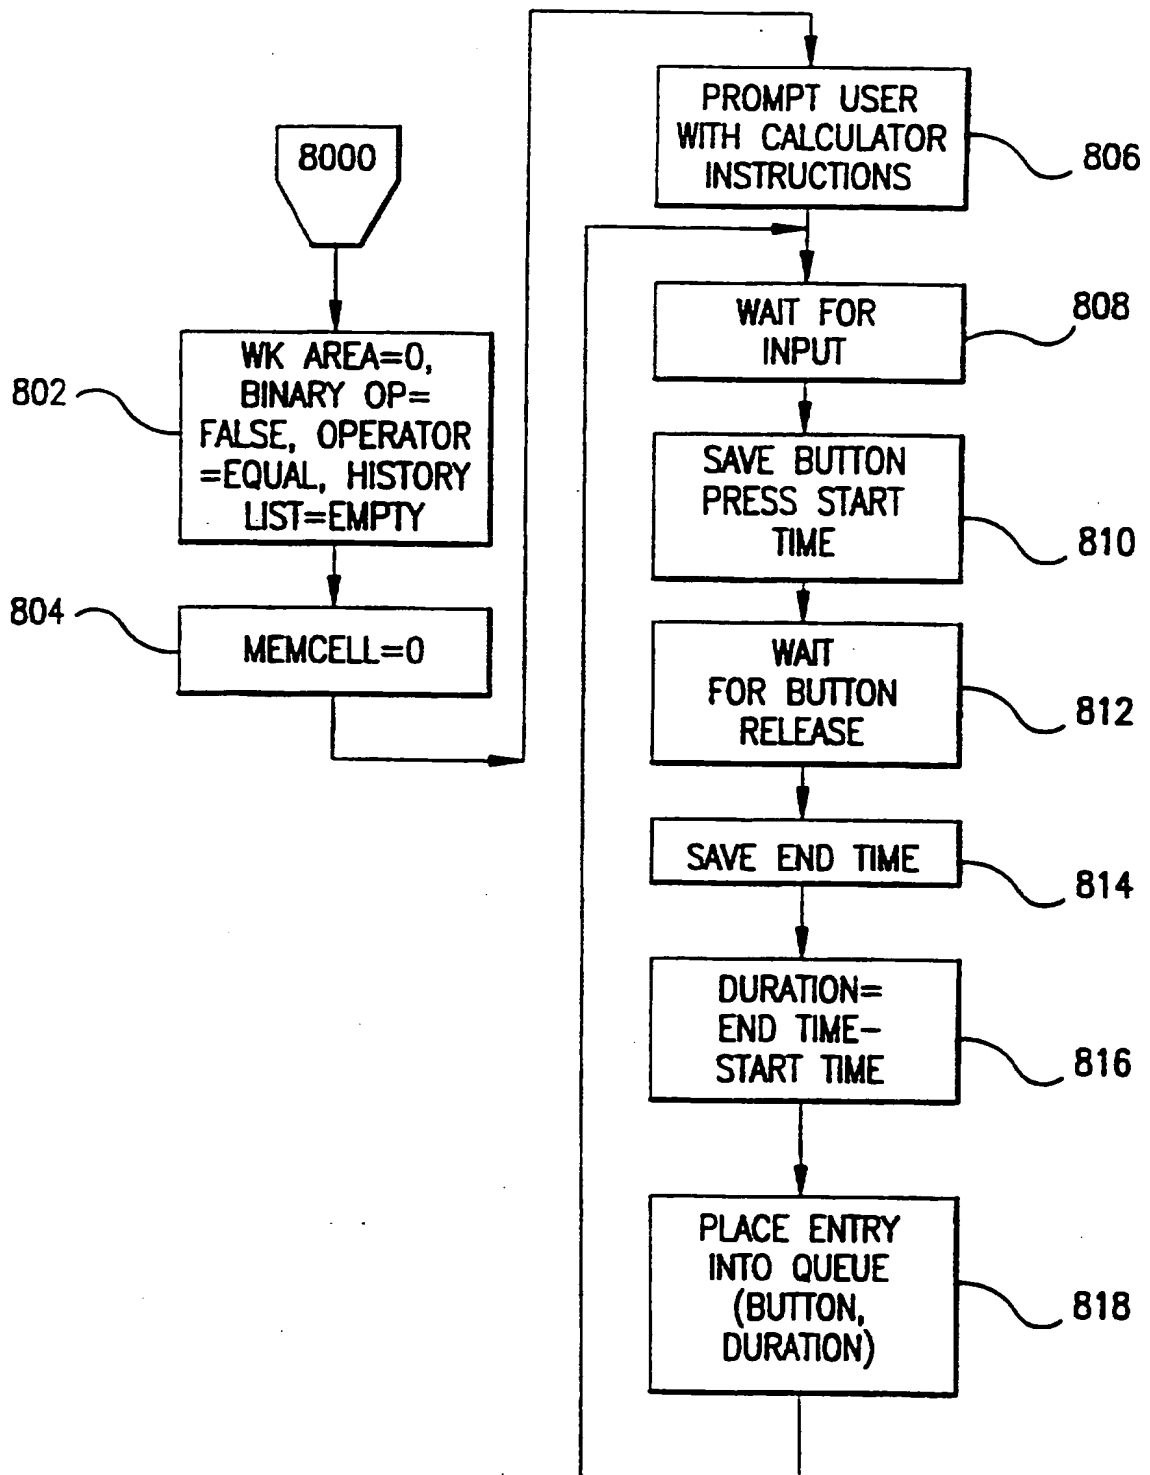 8000
802
WK AREA=0,
BINARY OP=
FALSE, OPERATOR
=EQUAL, HISTORY
LIST=EMPTY
804
MEMCELL=0
PROMPT USER
WITH CALCULATOR
INSTRUCTIONS
806
WAIT FOR
INPUT
808
SAVE BUTTON
PRESS START
TIME
810
WAIT
FOR BUTTON
RELEASE
812
SAVE END TIME
814
DURATION=
END TIME-
START TIME
816
PLACE ENTRY
INTO QUEUE
(BUTTON,
DURATION)
818